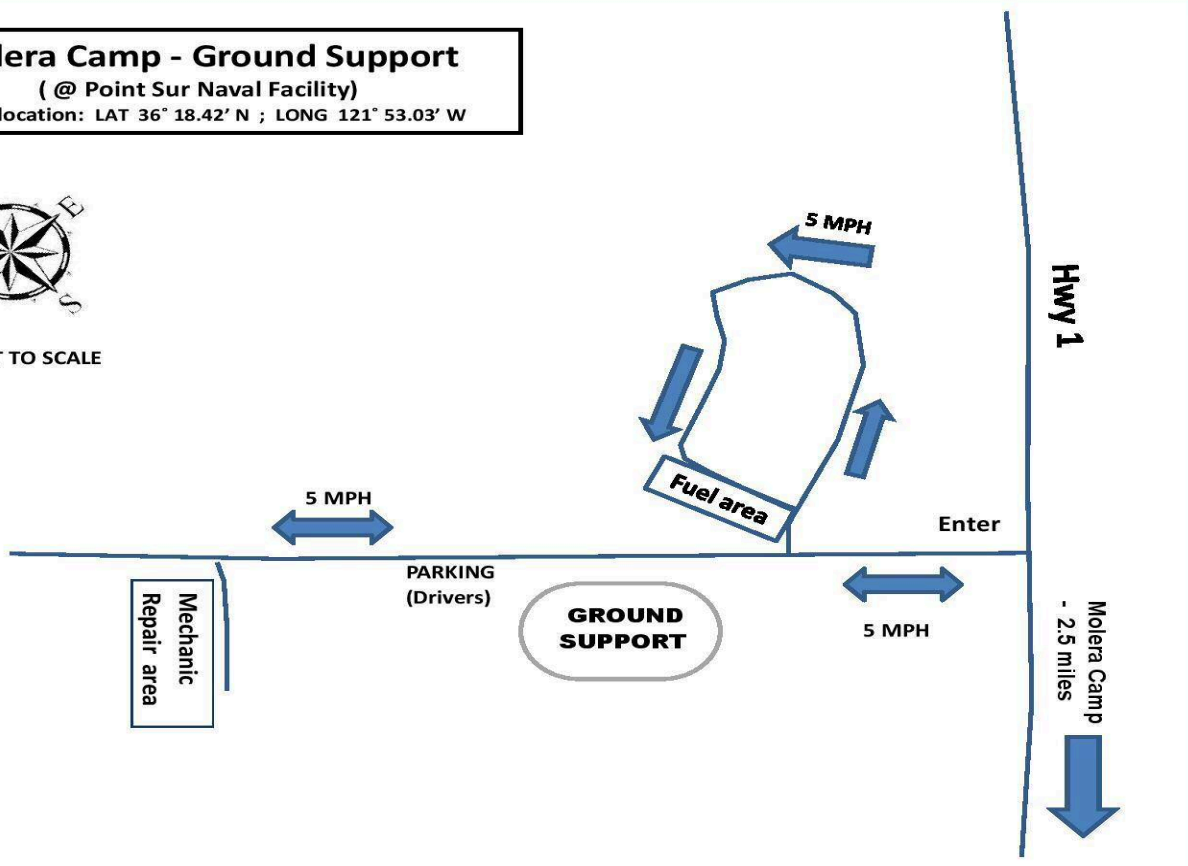 Camp - Ground Support
( @ Point Sur Naval Facility)
location: LAT 36° 18.42’ N ; LONG 121° 53.03’ W
E
S
TO SCALE
5 MPH
Hwy 1
Fuel area
5 MPH
Enter
PARKING
(Drivers)
GROUND
SUPPORT
5 MPH
Mechanic
Repair area
Molera Camp
- 2.5 miles